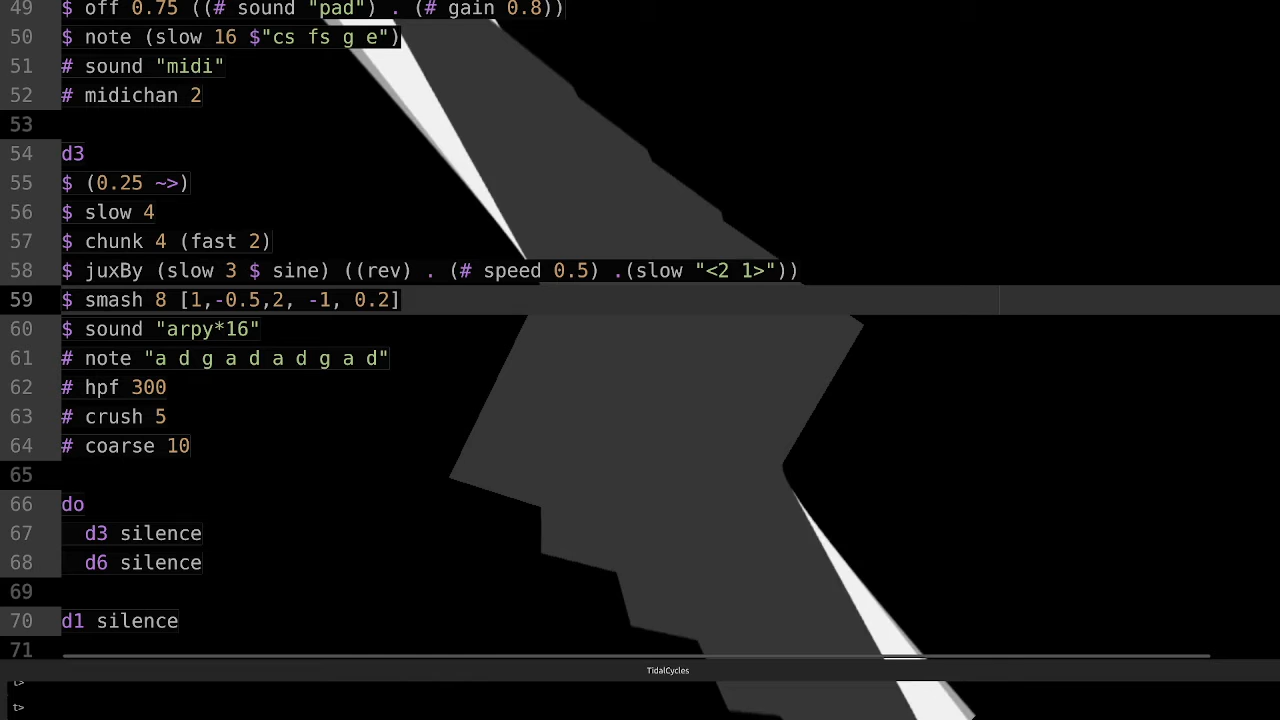 49 $ off 0.75 ((# sound "pad") . (# gain 0.8))
50 $ note (slow 16 $"cs fs g e")
51 # sound "midi"
52 # midichan 2
53
54 d3
55 $ (0.25 ~>)
56 $ slow 4
57 $ chunk 4 (fast 2)
58 $ juxBy (slow 3 $ sine) ((rev) . (# speed 0.5) .(slow "<2 1>"))
59 $ smash 8 [1,-0.5,2, -1, 0.2]
60 $ sound "arpy*16"
61 # note "a d g a d a d g a d"
62 # hpf 300
63 # crush 5
64 # coarse 10
65
66 do
67   d3 silence
68   d6 silence
69
70 d1 silence
71
TidalCycles
t>
t>